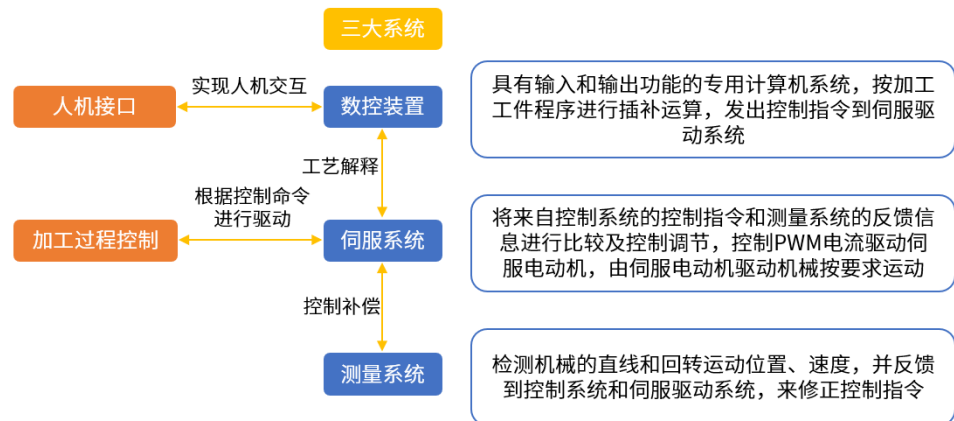 三大系统
人机接口
实现人机交互
数控装置
具有输入和输出功能的专用计算机系统，按加工
工件程序进行插补运算，发出控制指令到伺服驱
动系统
工艺解释
根据控制命令
进行驱动
加工过程控制
伺服系统
将来自控制系统的控制指令和测量系统的反馈信
息进行比较及控制调节，控制PWM电流驱动伺
服电动机，由伺服电动机驱动机械按要求运动
控制补偿
测量系统
检测机械的直线和回转运动位置、速度，并反馈
到控制系统和伺服驱动系统，来修正控制指令